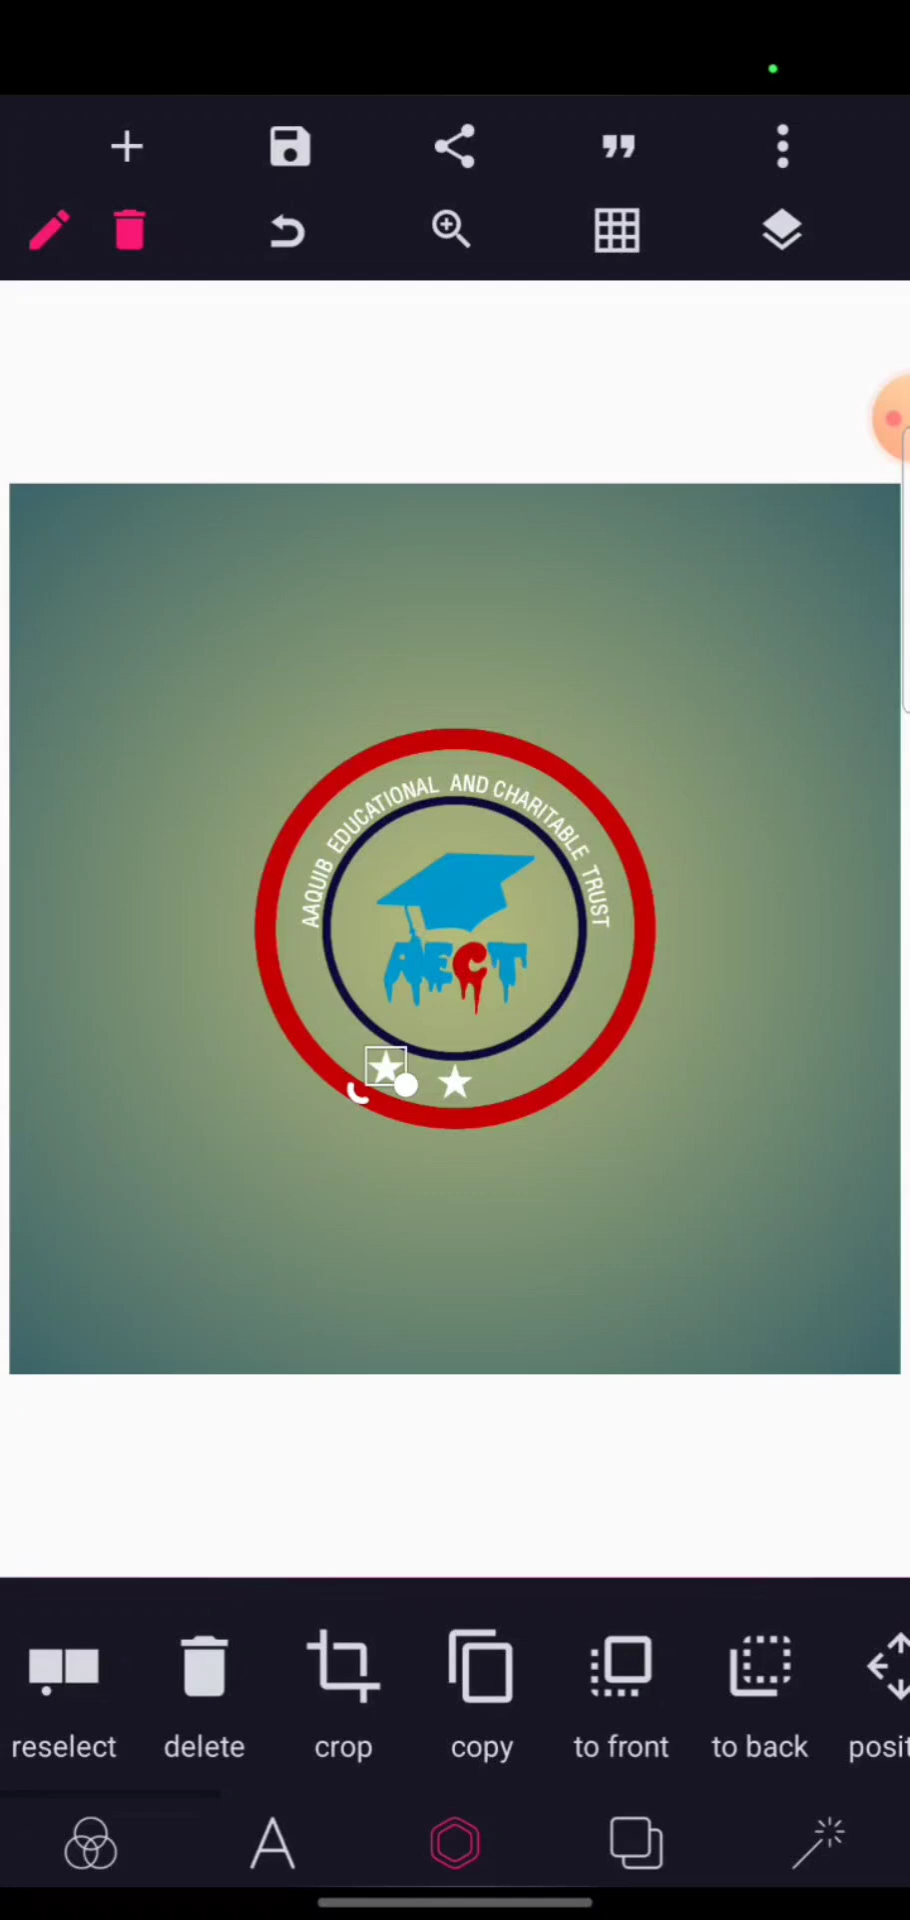 AAQUIB EDUCATIONAL AND CHARITABLE TRUST
AECT
reselect delete crop copy to front to back posit